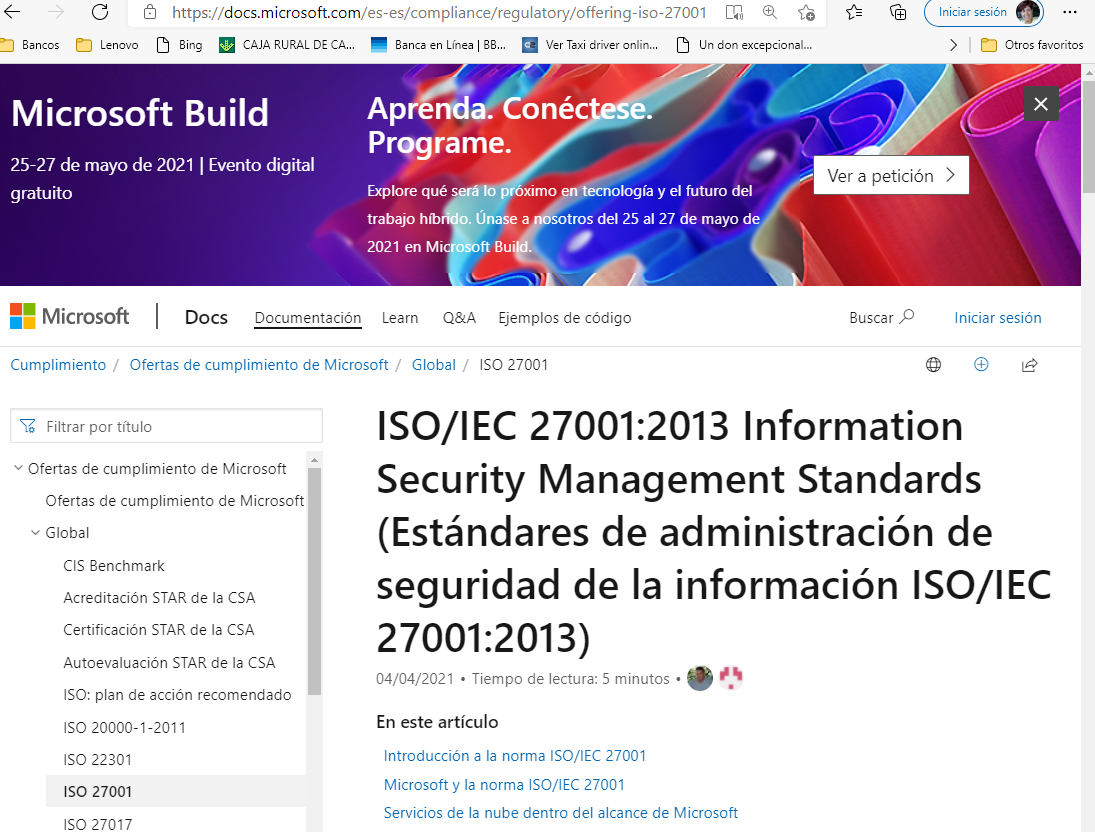 https://docs.microsoft.com/es-es/compliance/regulatory/offering-iso-27001
Iniciar sesión
Bancos
Lenovo
Bing
CAJA RURAL DE CA...
Banca en Línea | BB...
Ver Taxi driver onlin...
Un don excepcional...
Otros favoritos
Microsoft Build
25-27 de mayo de 2021 | Evento digital
gratuito
Aprenda. Conéctese.
Programe.
Explore qué será lo próximo en tecnología y el futuro del
trabajo híbrido. Únase a nosotros del 25 al 27 de mayo de
2021 en Microsoft Build.
Ver a petición
Microsoft
Docs
Documentación
Learn
Q&A
Ejemplos de código
Buscar
Iniciar sesión
Cumplimiento / Ofertas de cumplimiento de Microsoft / Global / ISO 27001
Filtrar por título
Ofertas de cumplimiento de Microsoft
Ofertas de cumplimiento de Microsoft
Global
CIS Benchmark
Acreditación STAR de la CSA
Certificación STAR de la CSA
Autoevaluación STAR de la CSA
ISO: plan de acción recomendado
ISO 20000-1-2011
ISO 22301
ISO 27001
ISO 27017
ISO/IEC 27001:2013 Information
Security Management Standards
(Estándares de administración de
seguridad de la información ISO/IEC
27001:2013)
04/04/2021 • Tiempo de lectura: 5 minutos •
En este artículo
Introducción a la norma ISO/IEC 27001
Microsoft y la norma ISO/IEC 27001
Servicios de la nube dentro del alcance de Microsoft